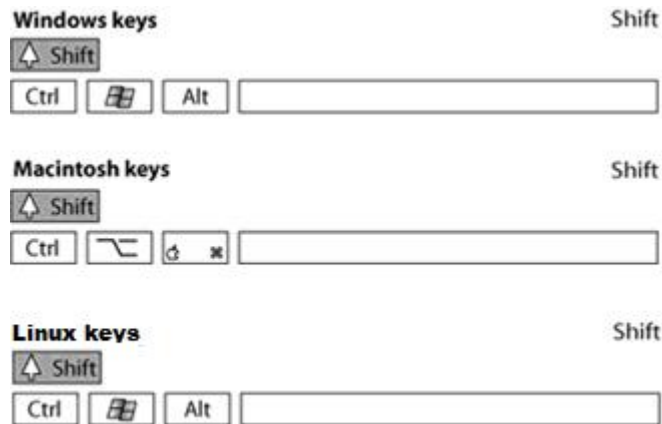 Windows keys Shift
Shift
Ctrl Alt
Macintosh keys Shift
Shift
Ctrl ⌥ ⌘
Linux keys Shift
Shift
Ctrl Alt